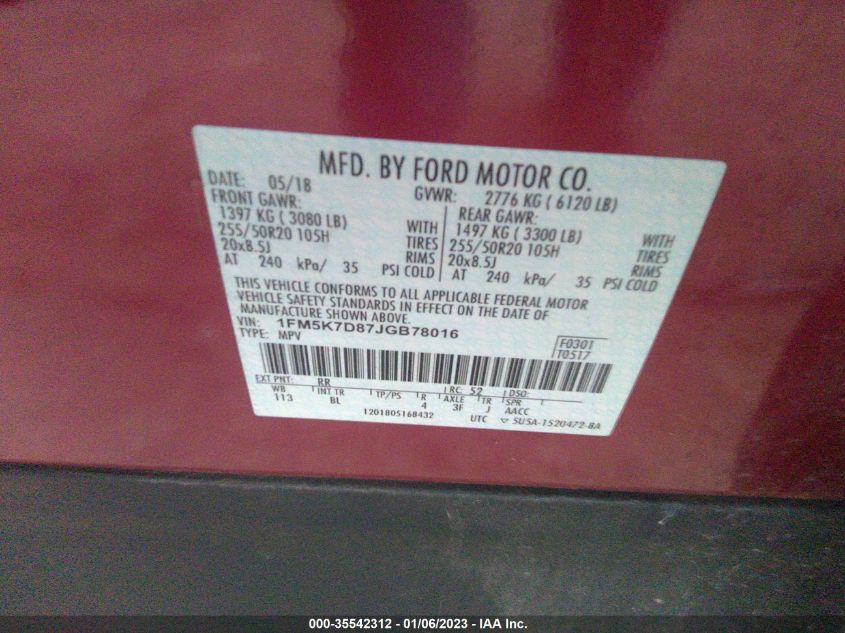 MFD. BY FORD MOTOR CO.
DATE: 05/18 GVWR: 2776 KG ( 6120 LB)
FRONT GAWR: REAR GAWR:
1397 KG ( 3080 LB) WITH 1497 KG ( 3300 LB) WITH
255/50R20 105H TIRES 255/50R20 105H TIRES
20x8.5J RIMS 20x8.5J RIMS
AT 240 kPa/ 35 PSI COLD AT 240 kPa/ 35 PSI COLD
THIS VEHICLE CONFORMS TO ALL APPLICABLE FEDERAL MOTOR
VEHICLE SAFETY STANDARDS IN EFFECT ON THE DATE OF
MANUFACTURE SHOWN ABOVE.
VIN: 1FM5K7D87JGB78016
TYPE: MPV
F0301
T0517
EXT PNT: RR RC: 52 DSO:
WB INT TR TP/PS R AXLE TR SPR
113 BL 4 3F J AACC
1201805168432 UTC ▽ 5U5A-1520472-BA
000-35542312 - 01/06/2023 - IAA Inc.